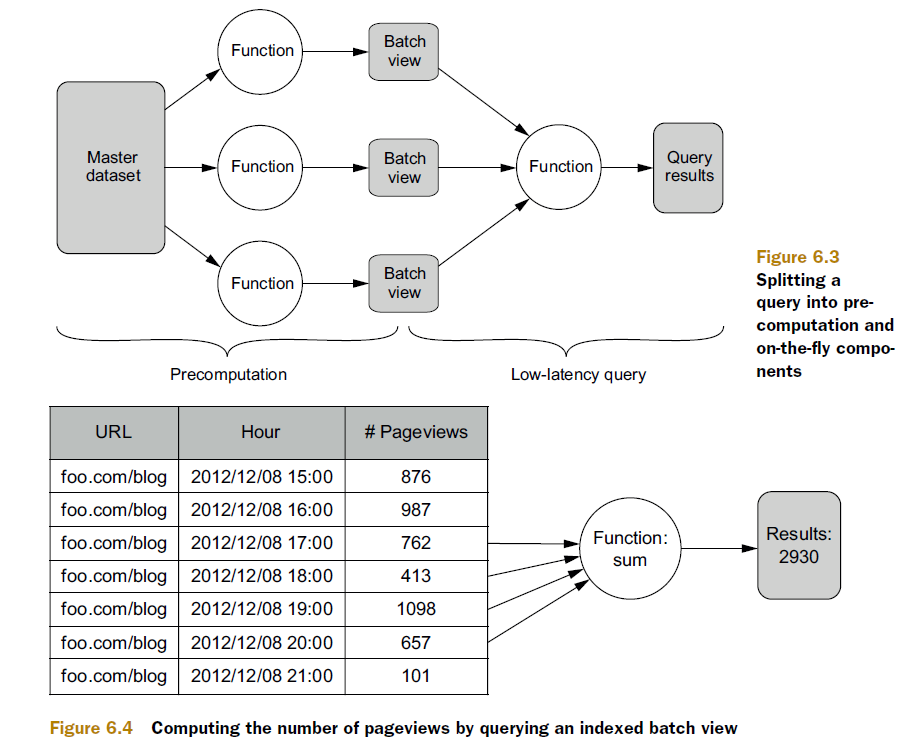 Function
Batch
view
Master
dataset
Function
Batch
view
Function
Query
results
Function
Batch
view
Precomputation
Low-latency query
Figure 6.3
Splitting a
query into pre-
computation and
on-the-fly compo-
nents
URL Hour # Pageviews
foo.com/blog 2012/12/08 15:00 876
foo.com/blog 2012/12/08 16:00 987
foo.com/blog 2012/12/08 17:00 762
foo.com/blog 2012/12/08 18:00 413
foo.com/blog 2012/12/08 19:00 1098
foo.com/blog 2012/12/08 20:00 657
foo.com/blog 2012/12/08 21:00 101
Function:
sum
Results:
2930
Figure 6.4 Computing the number of pageviews by querying an indexed batch view